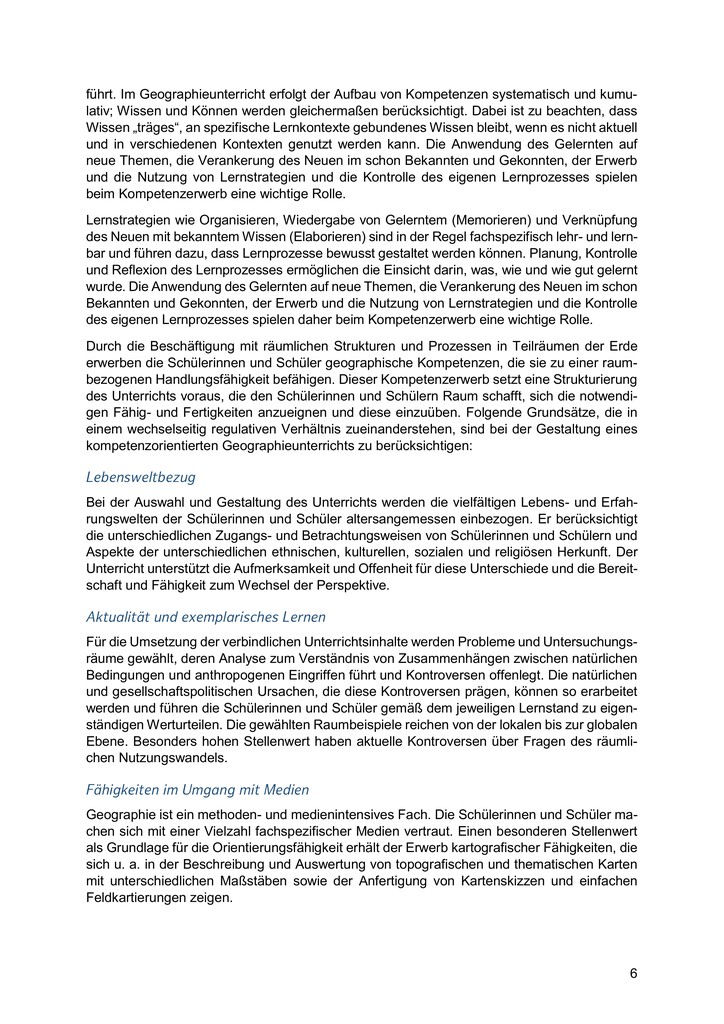 führt. Im Geographieunterricht erfolgt der Aufbau von Kompetenzen systematisch und kumu-
lativ; Wissen und Können werden gleichermaßen berücksichtigt. Dabei ist zu beachten, dass
Wissen „träges“, an spezifische Lernkontexte gebundenes Wissen bleibt, wenn es nicht aktuell
und in verschiedenen Kontexten genutzt werden kann. Die Anwendung des Gelernten auf
neue Themen, die Verankerung des Neuen im schon Bekannten und Gekonnten, der Erwerb
und die Nutzung von Lernstrategien und die Kontrolle des eigenen Lernprozesses spielen
beim Kompetenzerwerb eine wichtige Rolle.
Lernstrategien wie Organisieren, Wiedergabe von Gelerntem (Memorieren) und Verknüpfung
des Neuen mit bekanntem Wissen (Elaborieren) sind in der Regel fachspezifisch lehr- und lern-
bar und führen dazu, dass Lernprozesse bewusst gestaltet werden können. Planung, Kontrolle
und Reflexion des Lernprozesses ermöglichen die Einsicht darin, was, wie und wie gut gelernt
wurde. Die Anwendung des Gelernten auf neue Themen, die Verankerung des Neuen im schon
Bekannten und Gekonnten, der Erwerb und die Nutzung von Lernstrategien und die Kontrolle
des eigenen Lernprozesses spielen daher beim Kompetenzerwerb eine wichtige Rolle.
Durch die Beschäftigung mit räumlichen Strukturen und Prozessen in Teilräumen der Erde
erwerben die Schülerinnen und Schüler geographische Kompetenzen, die sie zu einer raum-
bezogenen Handlungsfähigkeit befähigen. Dieser Kompetenzerwerb setzt eine Strukturierung
des Unterrichts voraus, die den Schülerinnen und Schülern Raum schafft, sich die notwendi-
gen Fähig- und Fertigkeiten anzueignen und diese einzuüben. Folgende Grundsätze, die in
einem wechselseitig regulativen Verhältnis zueinanderstehen, sind bei der Gestaltung eines
kompetenzorientierten Geographieunterrichts zu berücksichtigen:
Lebensweltbezug
Bei der Auswahl und Gestaltung des Unterrichts werden die vielfältigen Lebens- und Erfah-
rungswelten der Schülerinnen und Schüler altersangemessen einbezogen. Er berücksichtigt
die unterschiedlichen Zugangs- und Betrachtungsweisen von Schülerinnen und Schülern und
Aspekte der unterschiedlichen ethnischen, kulturellen, sozialen und religiösen Herkunft. Der
Unterricht unterstützt die Aufmerksamkeit und Offenheit für diese Unterschiede und die Bereit-
schaft und Fähigkeit zum Wechsel der Perspektive.
Aktualität und exemplarisches Lernen
Für die Umsetzung der verbindlichen Unterrichtsinhalte werden Probleme und Untersuchungs-
räume gewählt, deren Analyse zum Verständnis von Zusammenhängen zwischen natürlichen
Bedingungen und anthropogenen Eingriffen führt und Kontroversen offenlegt. Die natürlichen
und gesellschaftspolitischen Ursachen, die diese Kontroversen prägen, können so erarbeitet
werden und führen die Schülerinnen und Schüler gemäß dem jeweiligen Lernstand zu eigen-
ständigen Werturteilen. Die gewählten Raumbeispiele reichen von der lokalen bis zur globalen
Ebene. Besonders hohen Stellenwert haben aktuelle Kontroversen über Fragen des räumli-
chen Nutzungswandels.
Fähigkeiten im Umgang mit Medien
Geographie ist ein methoden- und medienintensives Fach. Die Schülerinnen und Schüler ma-
chen sich mit einer Vielzahl fachspezifischer Medien vertraut. Einen besonderen Stellenwert
als Grundlage für die Orientierungsfähigkeit erhält der Erwerb kartografischer Fähigkeiten, die
sich u. a. in der Beschreibung und Auswertung von topografischen und thematischen Karten
mit unterschiedlichen Maßstäben sowie der Anfertigung von Kartenskizzen und einfachen
Feldkartierungen zeigen.
6